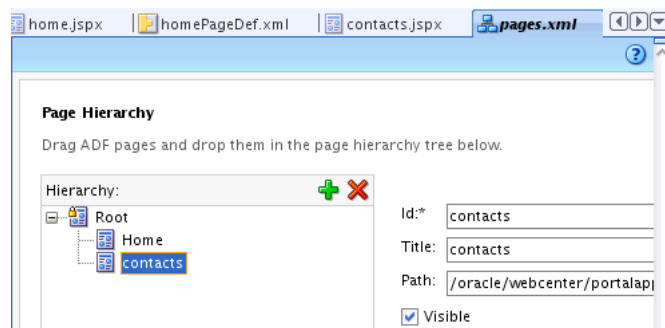 home.jspx homePageDef.xml contacts.jspx pages.xml
Page Hierarchy
Drag ADF pages and drop them in the page hierarchy tree below.
Hierarchy:
Root
Home
contacts
Id:* contacts
Title: contacts
Path: /oracle/webcenter/portalapp
Visible